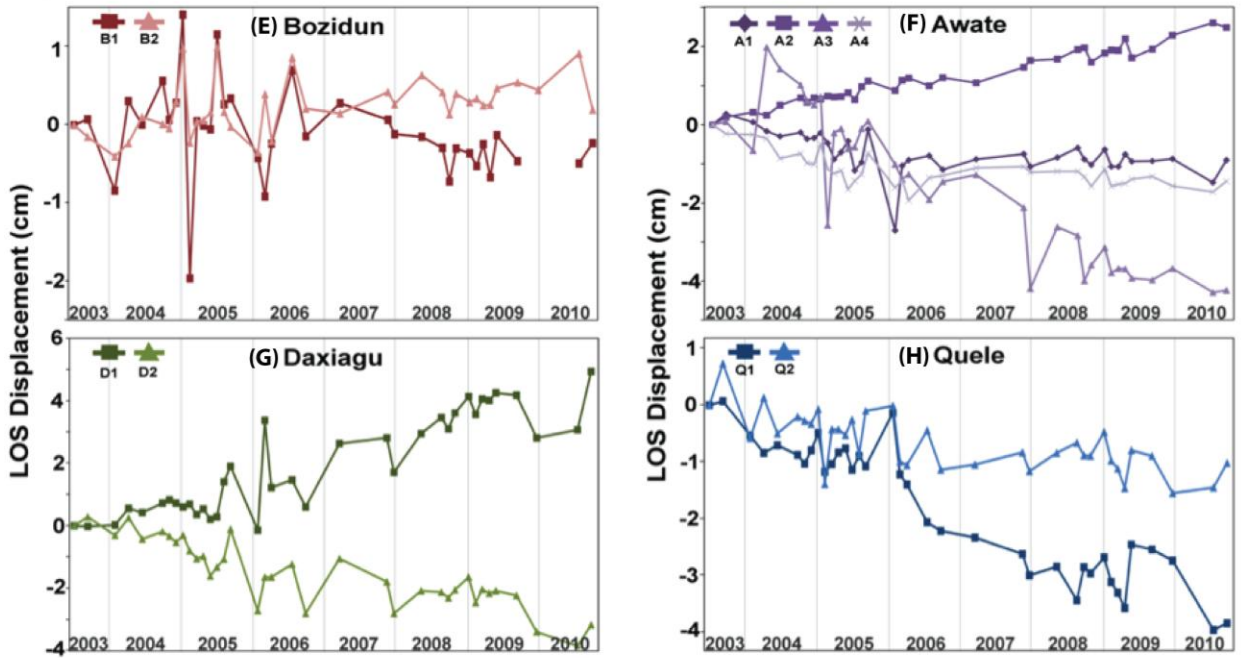 LOS Displacement (cm)
(E) Bozidun
B1 B2
1
0
-1
-2
2003 2004 2005 2006 2007 2008 2009 2010
LOS Displacement (cm)
(F) Awate
A1 A2 A3 A4
2
0
-2
-4
2003 2004 2005 2006 2007 2008 2009 2010
(G) Daxiagu
D1 D2
6
4
2
0
-2
-4
2003 2004 2005 2006 2007 2008 2009 2010
(H) Quele
Q1 Q2
1
0
-1
-2
-3
-4
2003 2004 2005 2006 2007 2008 2009 2010